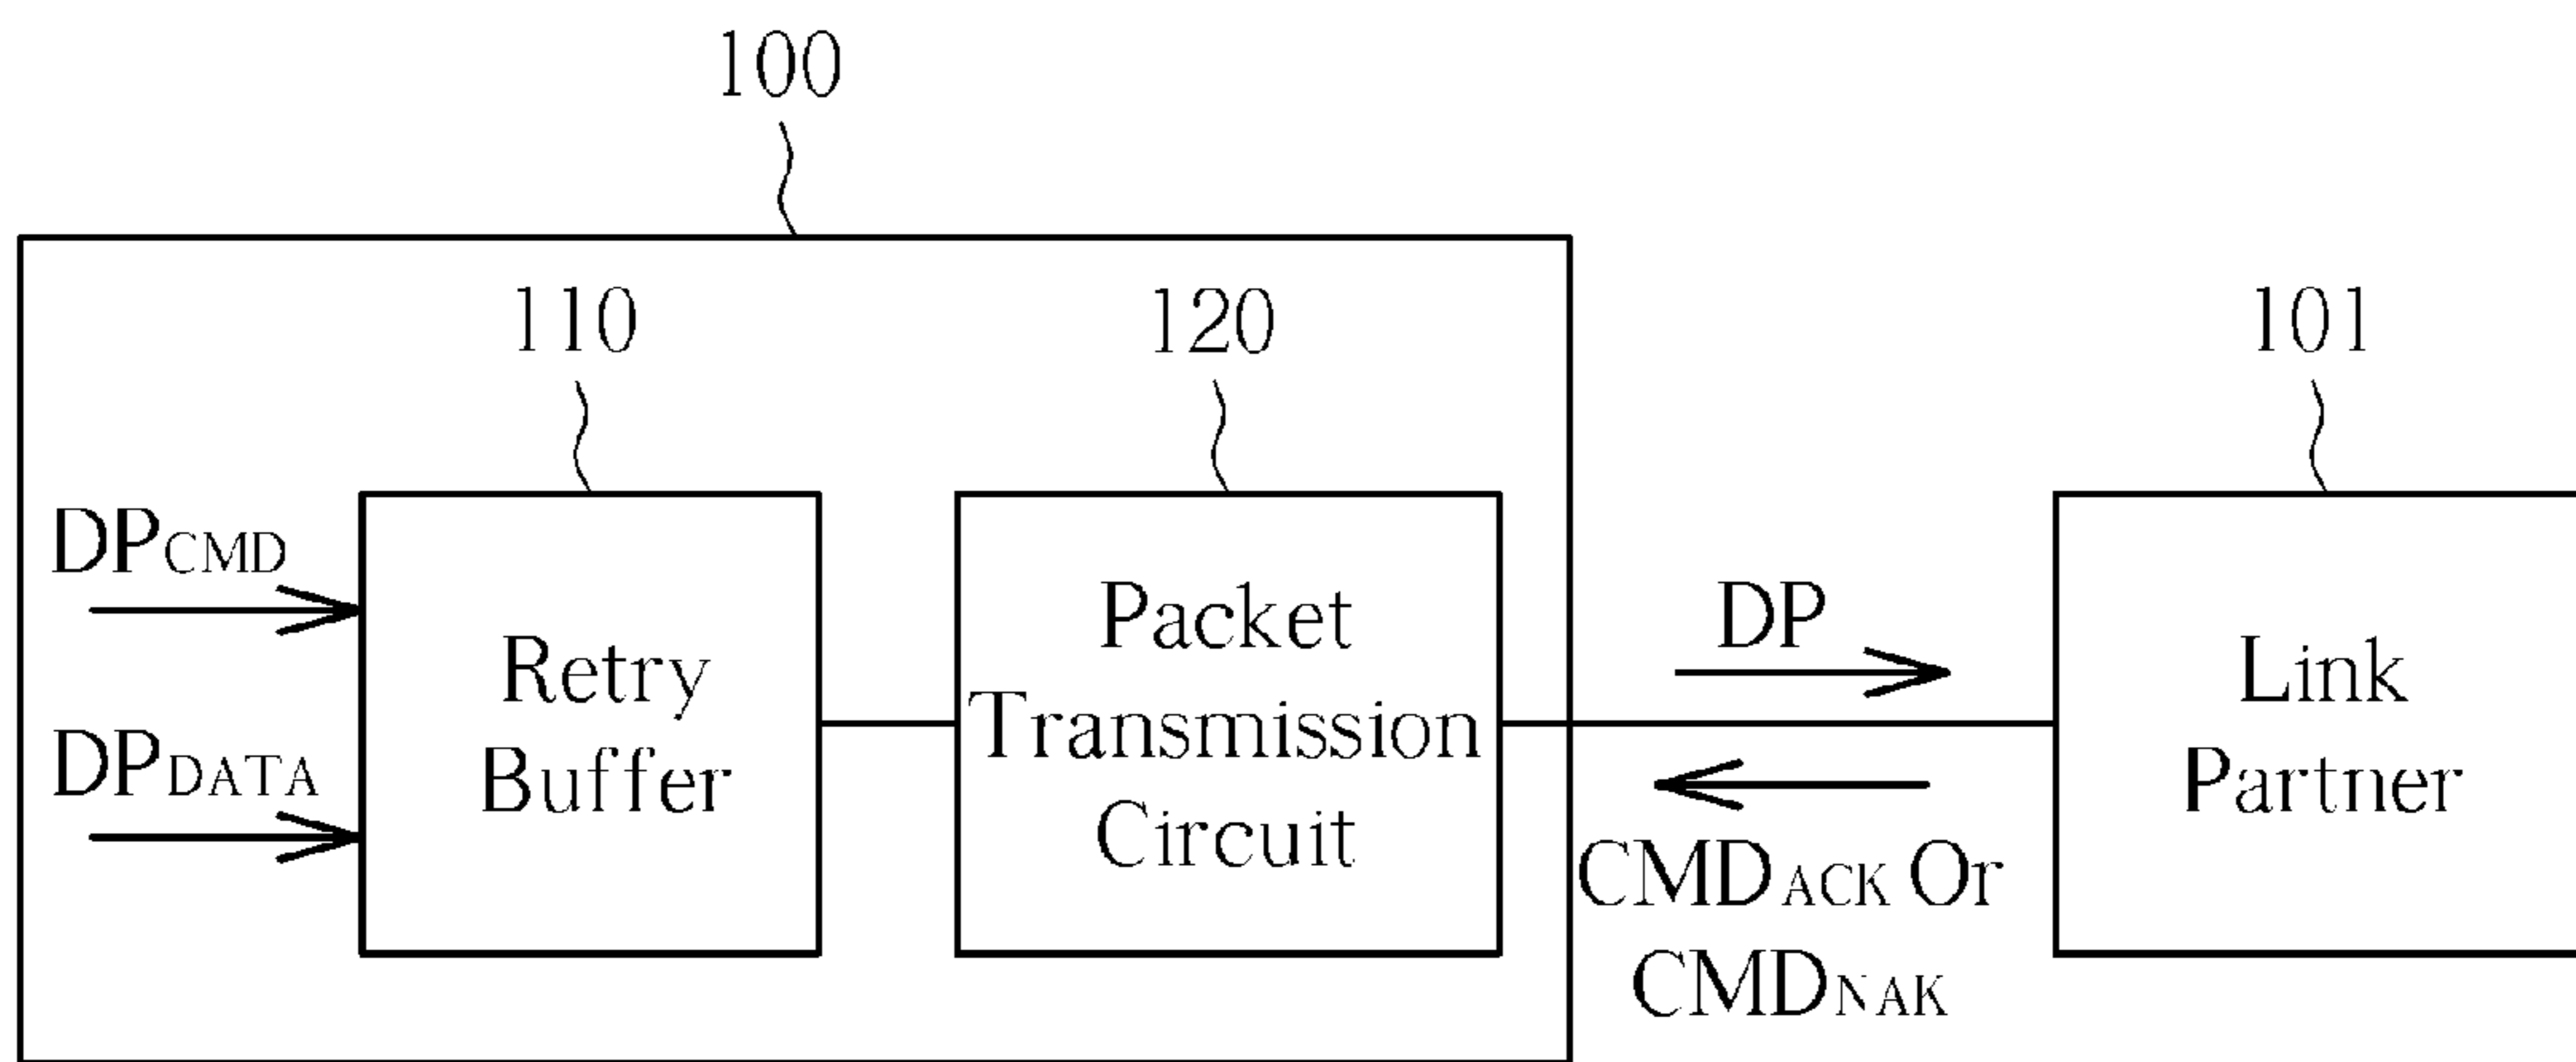 100
110
120
101
DPCMD
DPDATA
Retry
Buffer
Packet
Transmission
Circuit
DP
CMDACK Or
CMDNAK
Link
Partner